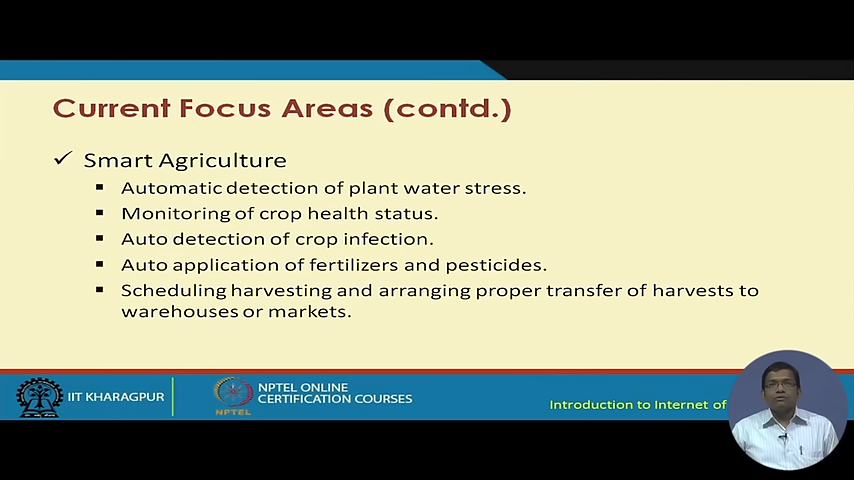 Current Focus Areas (contd.)
✓ Smart Agriculture
▪ Automatic detection of plant water stress.
▪ Monitoring of crop health status.
▪ Auto detection of crop infection.
▪ Auto application of fertilizers and pesticides.
▪ Scheduling harvesting and arranging proper transfer of harvests to
warehouses or markets.
IIT KHARAGPUR
NPTEL
NPTEL ONLINE
CERTIFICATION COURSES
Introduction to Internet of